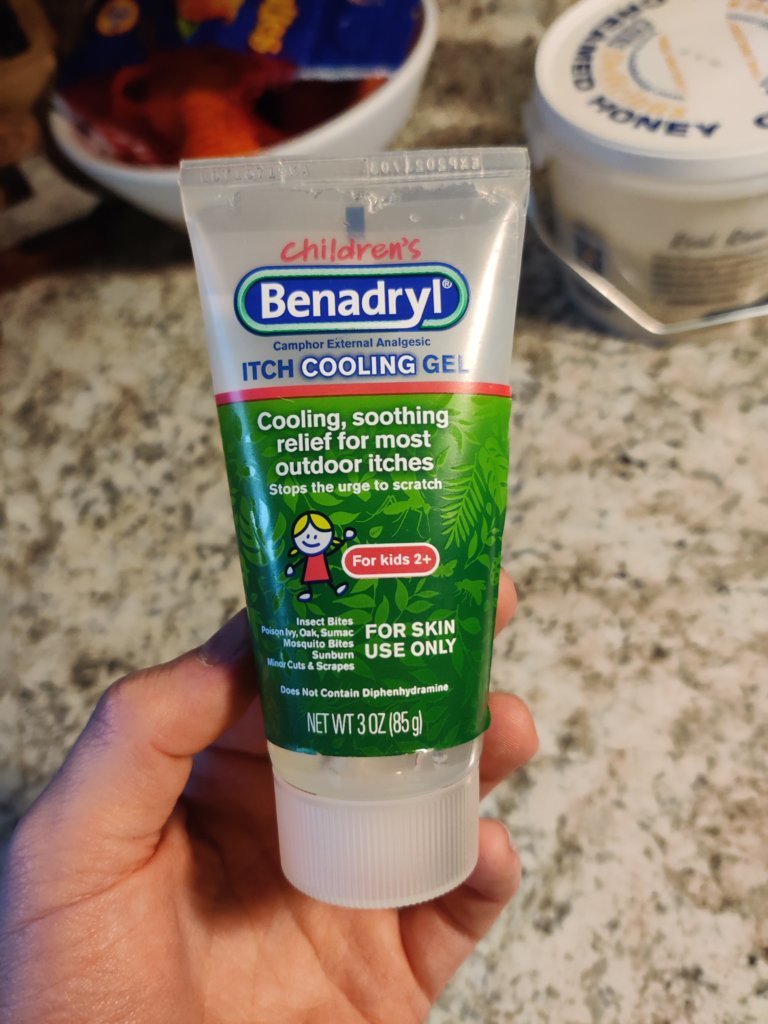 CREAMED HONEY
children's
Benadryl®
Camphor External Analgesic
ITCH COOLING GEL
Cooling, soothing
relief for most
outdoor itches
Stops the urge to scratch
For kids 2+
Insect Bites
Poison Ivy, Oak, Sumac
Mosquito Bites
Sunburn
Minor Cuts & Scrapes
FOR SKIN
USE ONLY
Does Not Contain Diphenhydramine
NET WT 3 OZ (85 g)